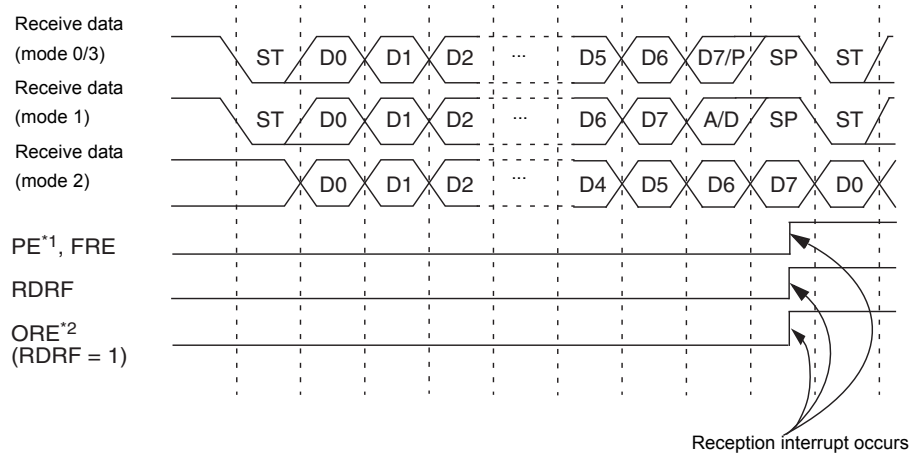 Receive data
(mode 0/3)
ST D0 D1 D2 ... D5 D6 D7/P SP ST
Receive data
(mode 1)
ST D0 D1 D2 ... D6 D7 A/D SP ST
Receive data
(mode 2)
D0 D1 D2 ... D4 D5 D6 D7 D0
PE*1, FRE
RDRF
ORE*2
(RDRF = 1)
Reception interrupt occurs